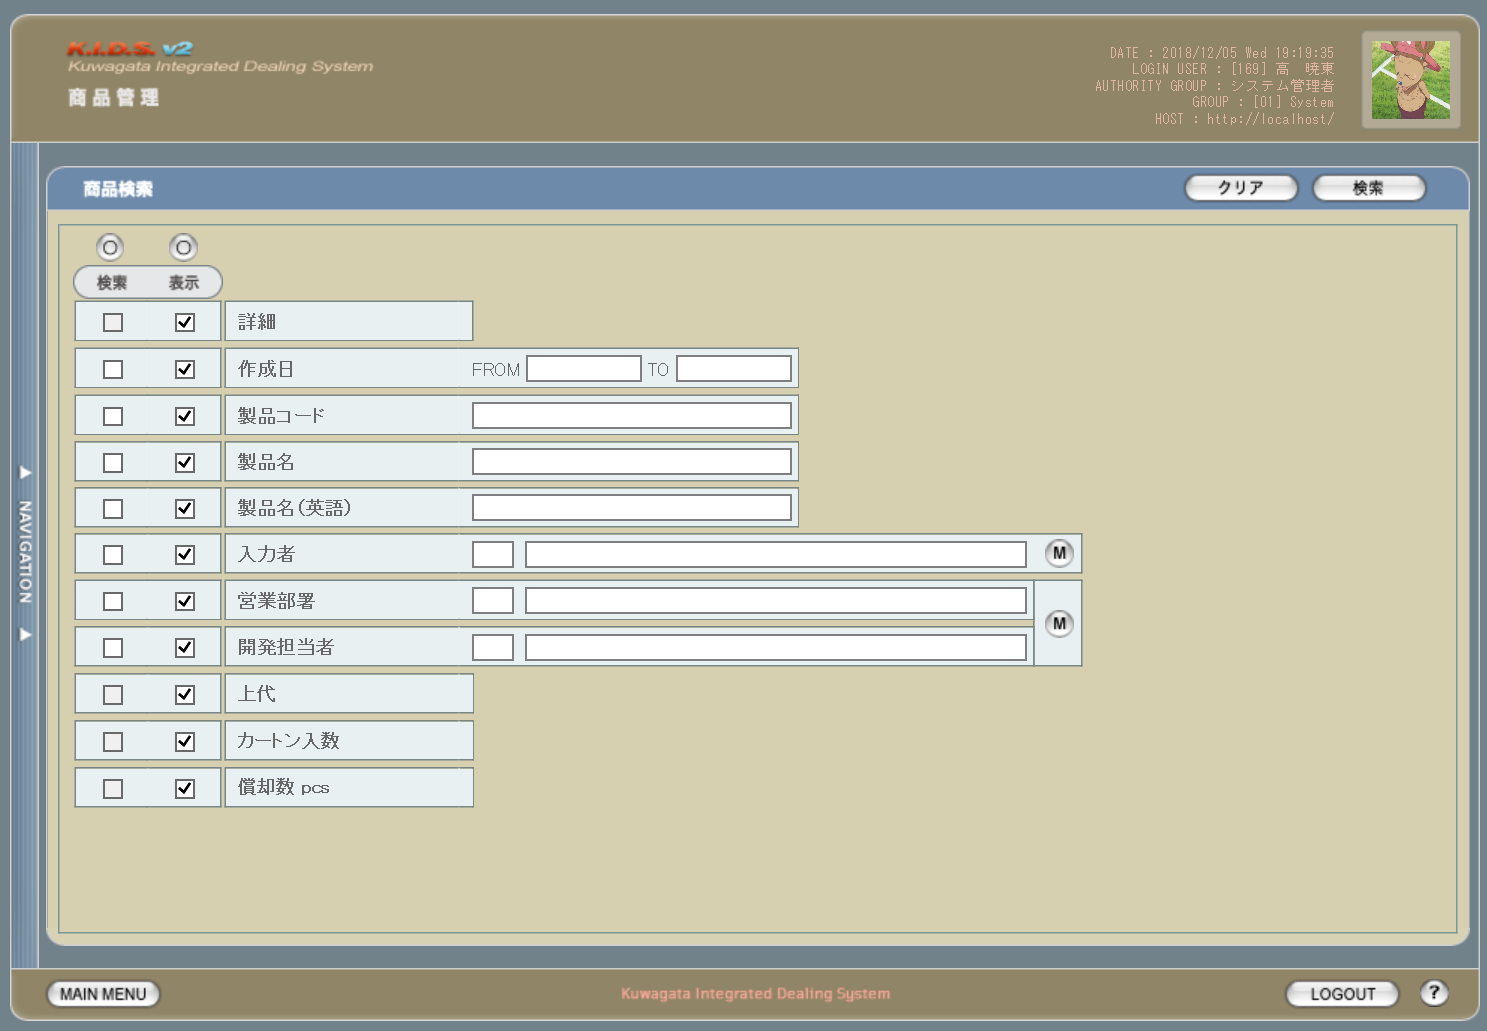 K.I.D.S. v2
Kuwagata Integrated Dealing System
商品管理
DATE : 2018/12/05 Wed 19:19:35
LOGIN USER : [169] 高　暁東
AUTHORITY GROUP : システム管理者
GROUP : [01] System
HOST : http://localhost/
商品検索
クリア
検索
検索 表示
詳細
作成日 FROM TO
製品コード
製品名
製品名(英語)
入力者 M
営業部署
M
開発担当者
上代
カートン入数
償却数 pcs
NAVIGATION
MAIN MENU
Kuwagata Integrated Dealing System
LOGOUT
?